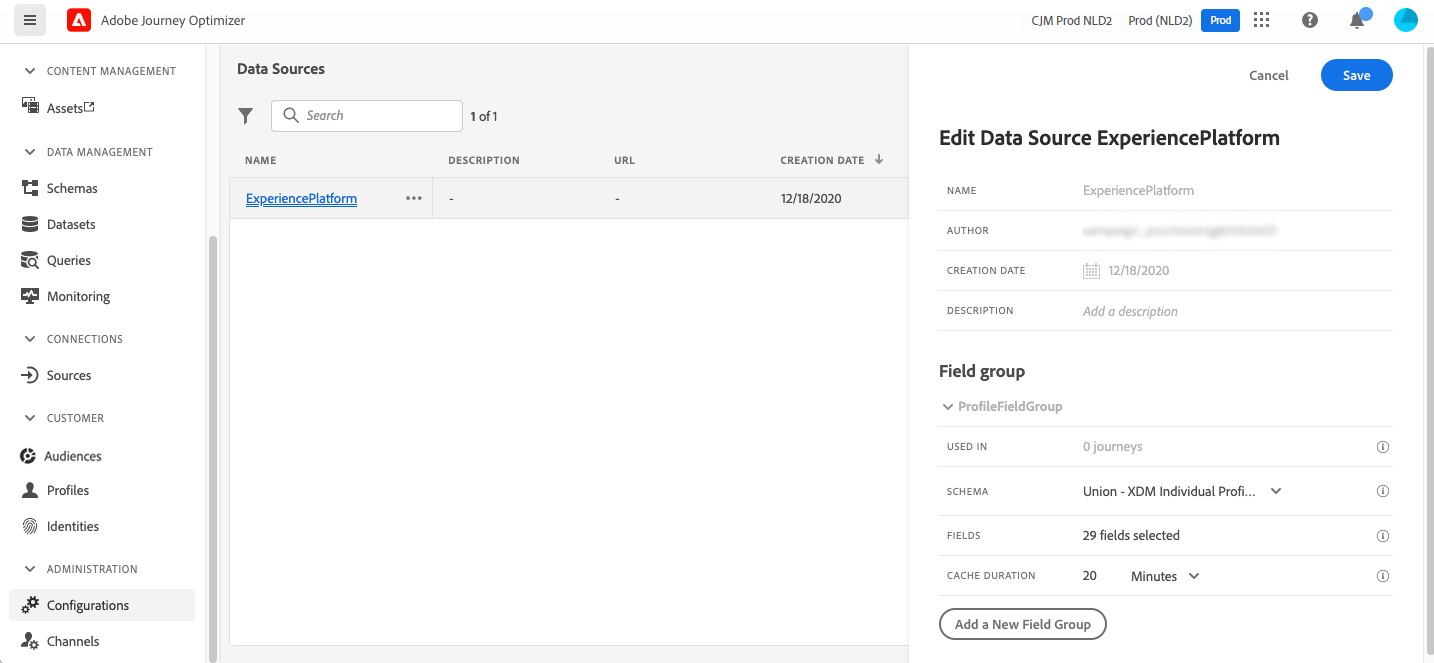 Adobe Journey Optimizer
CJM Prod NLD2 Prod (NLD2) Prod
CONTENT MANAGEMENT
Assets
DATA MANAGEMENT
Schemas
Datasets
Queries
Monitoring
CONNECTIONS
Sources
CUSTOMER
Audiences
Profiles
Identities
ADMINISTRATION
Configurations
Channels
Data Sources
Search
1 of 1
NAME DESCRIPTION URL CREATION DATE
ExperiencePlatform - - 12/18/2020
Cancel Save
Edit Data Source ExperiencePlatform
NAME ExperiencePlatform
AUTHOR
CREATION DATE 12/18/2020
DESCRIPTION Add a description
Field group
ProfileFieldGroup
USED IN 0 journeys
SCHEMA Union - XDM Individual Profi...
FIELDS 29 fields selected
CACHE DURATION 20 Minutes
Add a New Field Group